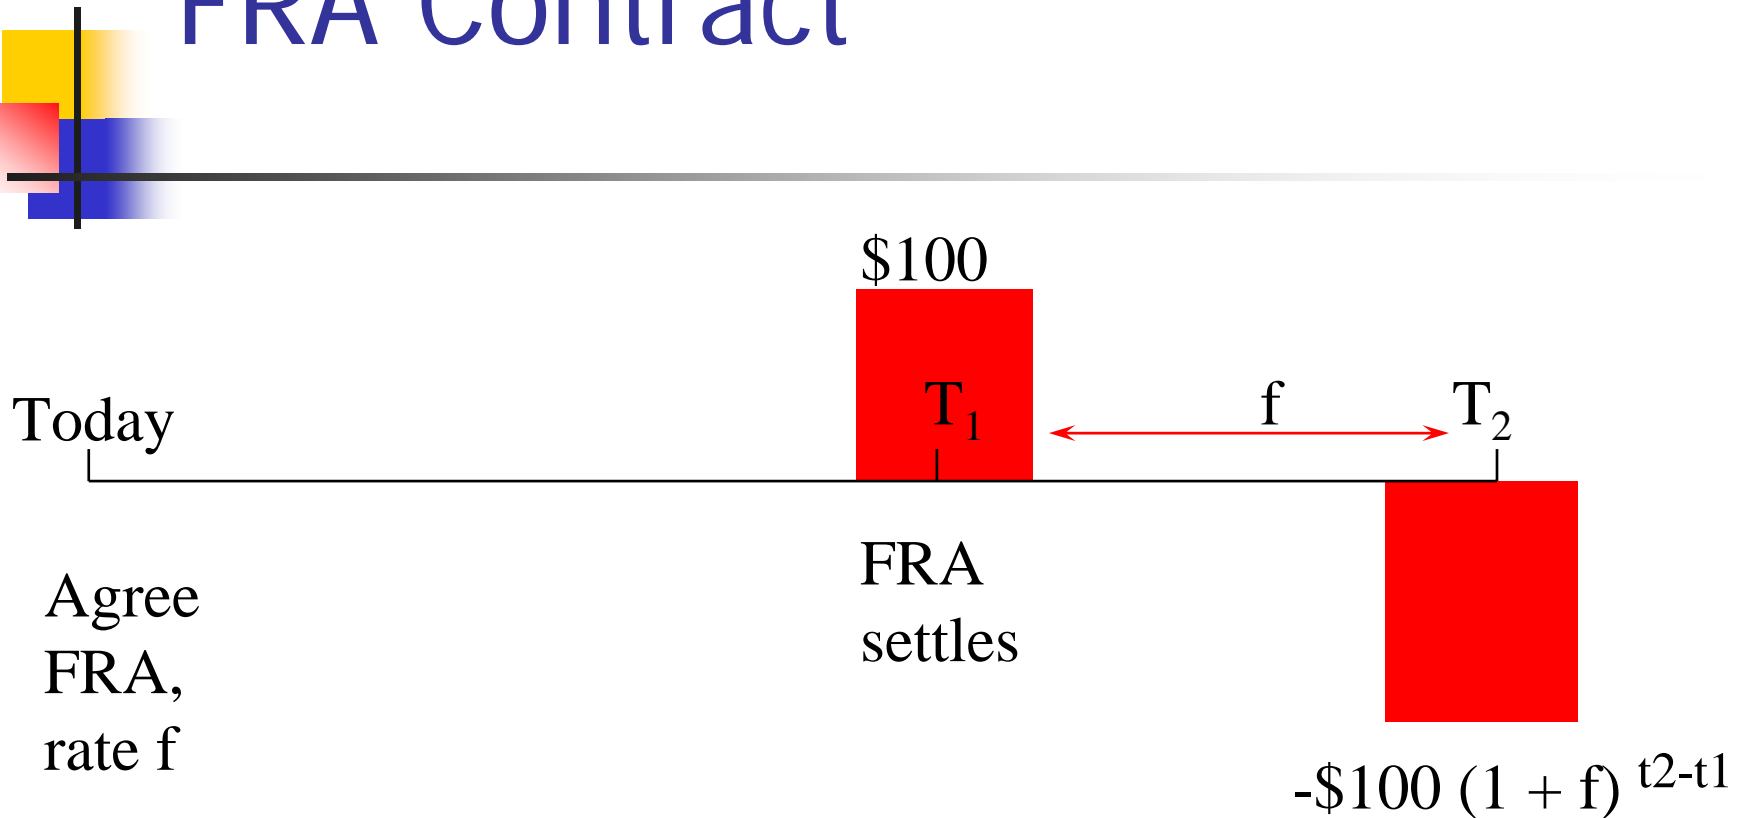 FRA Contract
$100
Today
T₁
f
T₂
Agree
FRA,
rate f
FRA
settles
-$100 (1 + f) ᵗ²⁻ᵗ¹